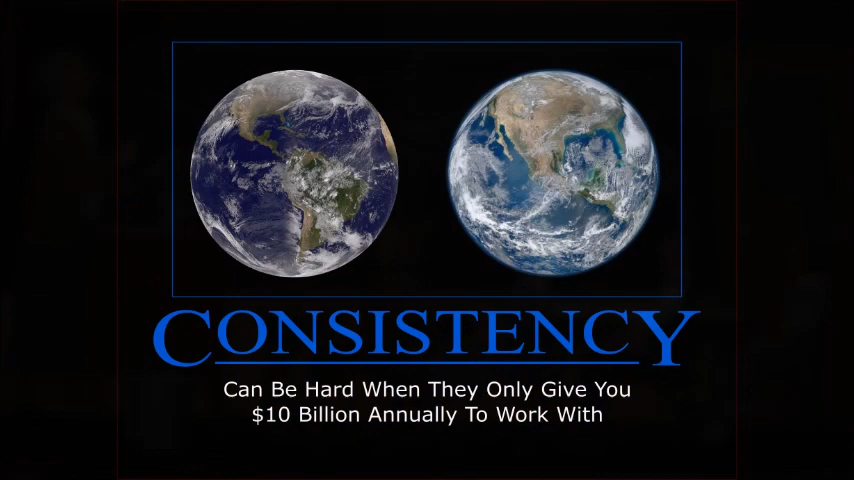 CONSISTENCY
Can Be Hard When They Only Give You
$10 Billion Annually To Work With